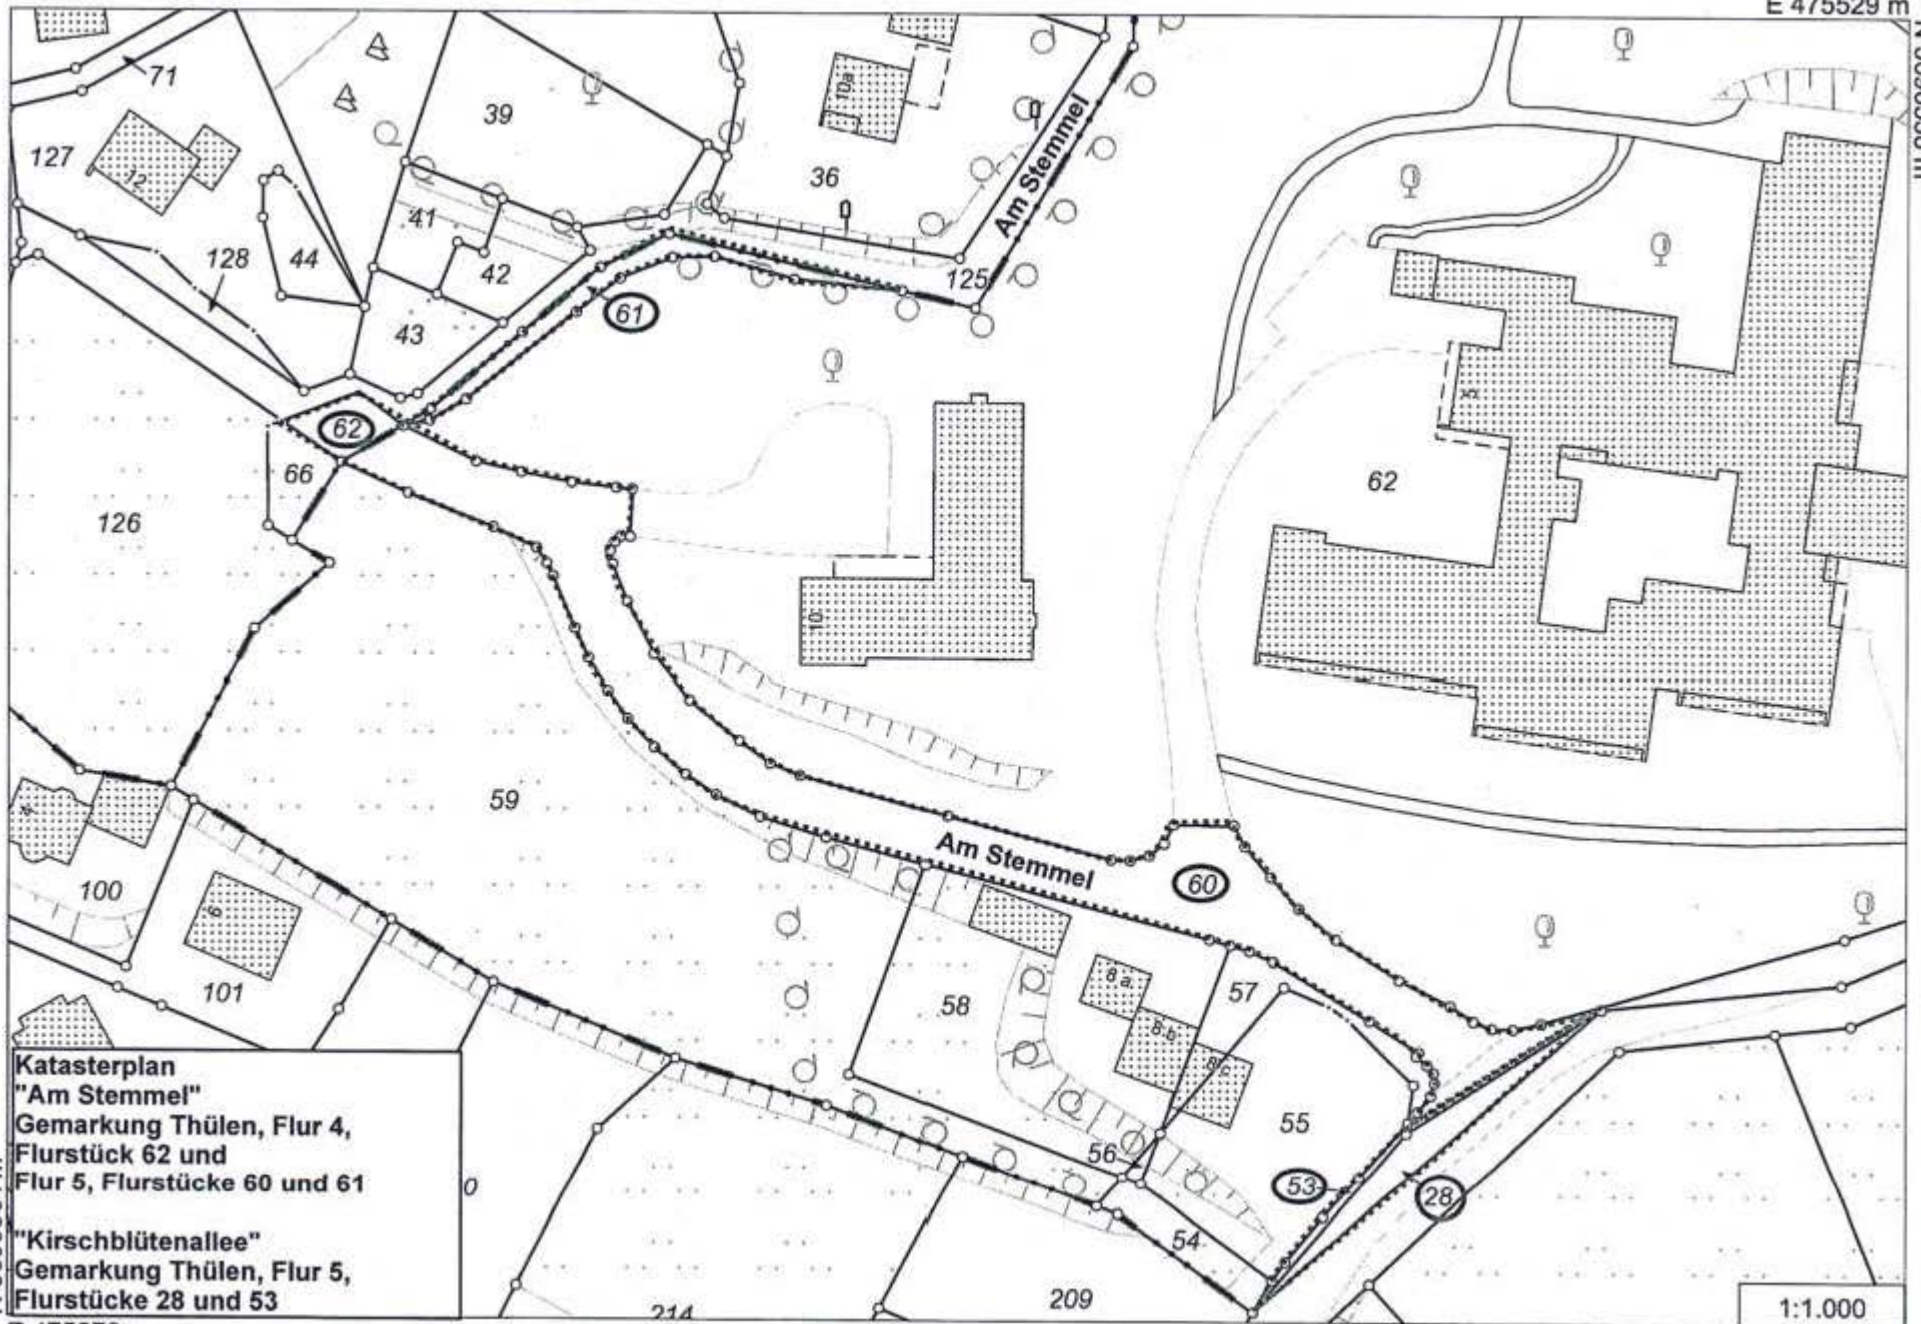 E 475529 m
71
39
10a
127
12
36
Am Stemmel
41
128
44
42
125
61
43
5
62
62
66
126
10
59
Am Stemmel
4
60
100
6
8 a
57
101
58
8 b
8 c
Katasterplan
"Am Stemmel"
Gemarkung Thülen, Flur 4,
Flurstück 62 und
Flur 5, Flurstücke 60 und 61
55
56
0
53
28
"Kirschblütenallee"
Gemarkung Thülen, Flur 5,
Flurstücke 28 und 53
54
209
214
1:1.000